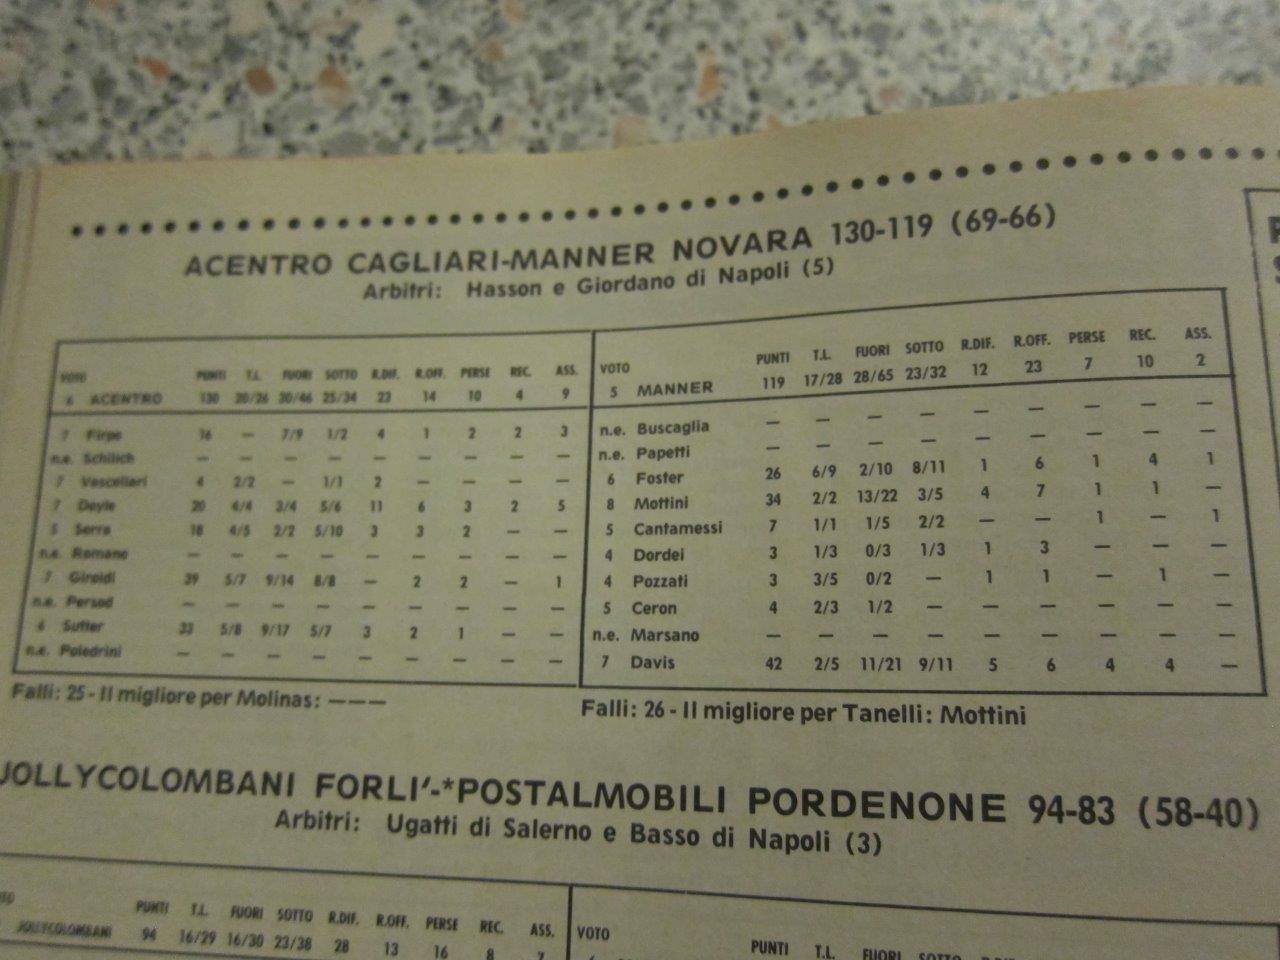 ACENTRO CAGLIARI-MANNER NOVARA 130-119 (69-66)
Arbitri: Hasson e Giordano di Napoli (5)
VOTO PUNTI T.L. FUORI SOTTO R.DIF. R.OFF. PERSE REC. ASS.
6 ACENTRO 130 20/26 30/46 25/34 23 14 10 4 9
7 Firpo 16 — 7/9 1/2 4 1 2 2 3
n.e. Schilich — — — — — — — — —
7 Vascellari 4 2/2 — 1/1 2 — — — —
7 Doyle 20 4/4 3/4 5/6 11 6 3 2 5
5 Serra 18 4/5 2/2 5/10 3 3 2 — —
n.e. Romano — — — — — — — — —
7 Giroldi 39 5/7 9/14 8/8 — 2 2 — 1
n.e. Persod — — — — — — — — —
6 Sutter 33 5/8 9/17 5/7 3 2 1 — —
n.e. Paledrini — — — — — — — — —
Falli: 25 - Il migliore per Molinas: ———
VOTO PUNTI T.L. FUORI SOTTO R.DIF. R.OFF. PERSE REC. ASS.
5 MANNER 119 17/28 28/65 23/32 12 23 7 10 2
n.e. Buscaglia — — — — — — — — —
n.e. Papetti — — — — — — — — —
6 Foster 26 6/9 2/10 8/11 1 6 1 4 1
8 Mottini 34 2/2 13/22 3/5 4 7 1 1 —
5 Cantamessi 7 1/1 1/5 2/2 — — 1 — 1
4 Dordei 3 1/3 0/3 1/3 1 3 — — —
4 Pozzati 3 3/5 0/2 — 1 1 — 1 —
5 Ceron 4 2/3 1/2 — — — — — —
n.e. Marsano — — — — — — — — —
7 Davis 42 2/5 11/21 9/11 5 6 4 4 —
Falli: 26 - Il migliore per Tanelli: Mottini
JOLLYCOLOMBANI FORLI'-*POSTALMOBILI PORDENONE 94-83 (58-40)
Arbitri: Ugatti di Salerno e Basso di Napoli (3)
PUNTI T.L. FUORI SOTTO R.DIF. R.OFF. PERSE REC. ASS.
JOLLYCOLOMBANI 94 16/29 16/30 23/38 28 13 16 8 7
VOTO PUNTI T.L. FUORI SOTTO